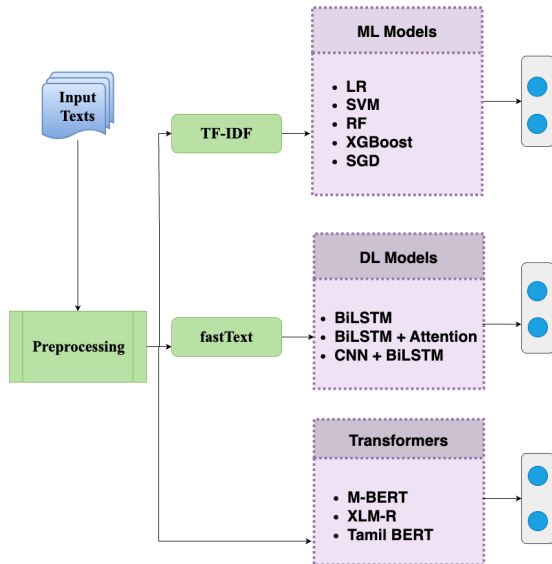 Input
Texts
Preprocessing
TF-IDF
ML Models
LR
SVM
RF
XGBoost
SGD
fastText
DL Models
BiLSTM
BiLSTM + Attention
CNN + BiLSTM
Transformers
M-BERT
XLM-R
Tamil BERT